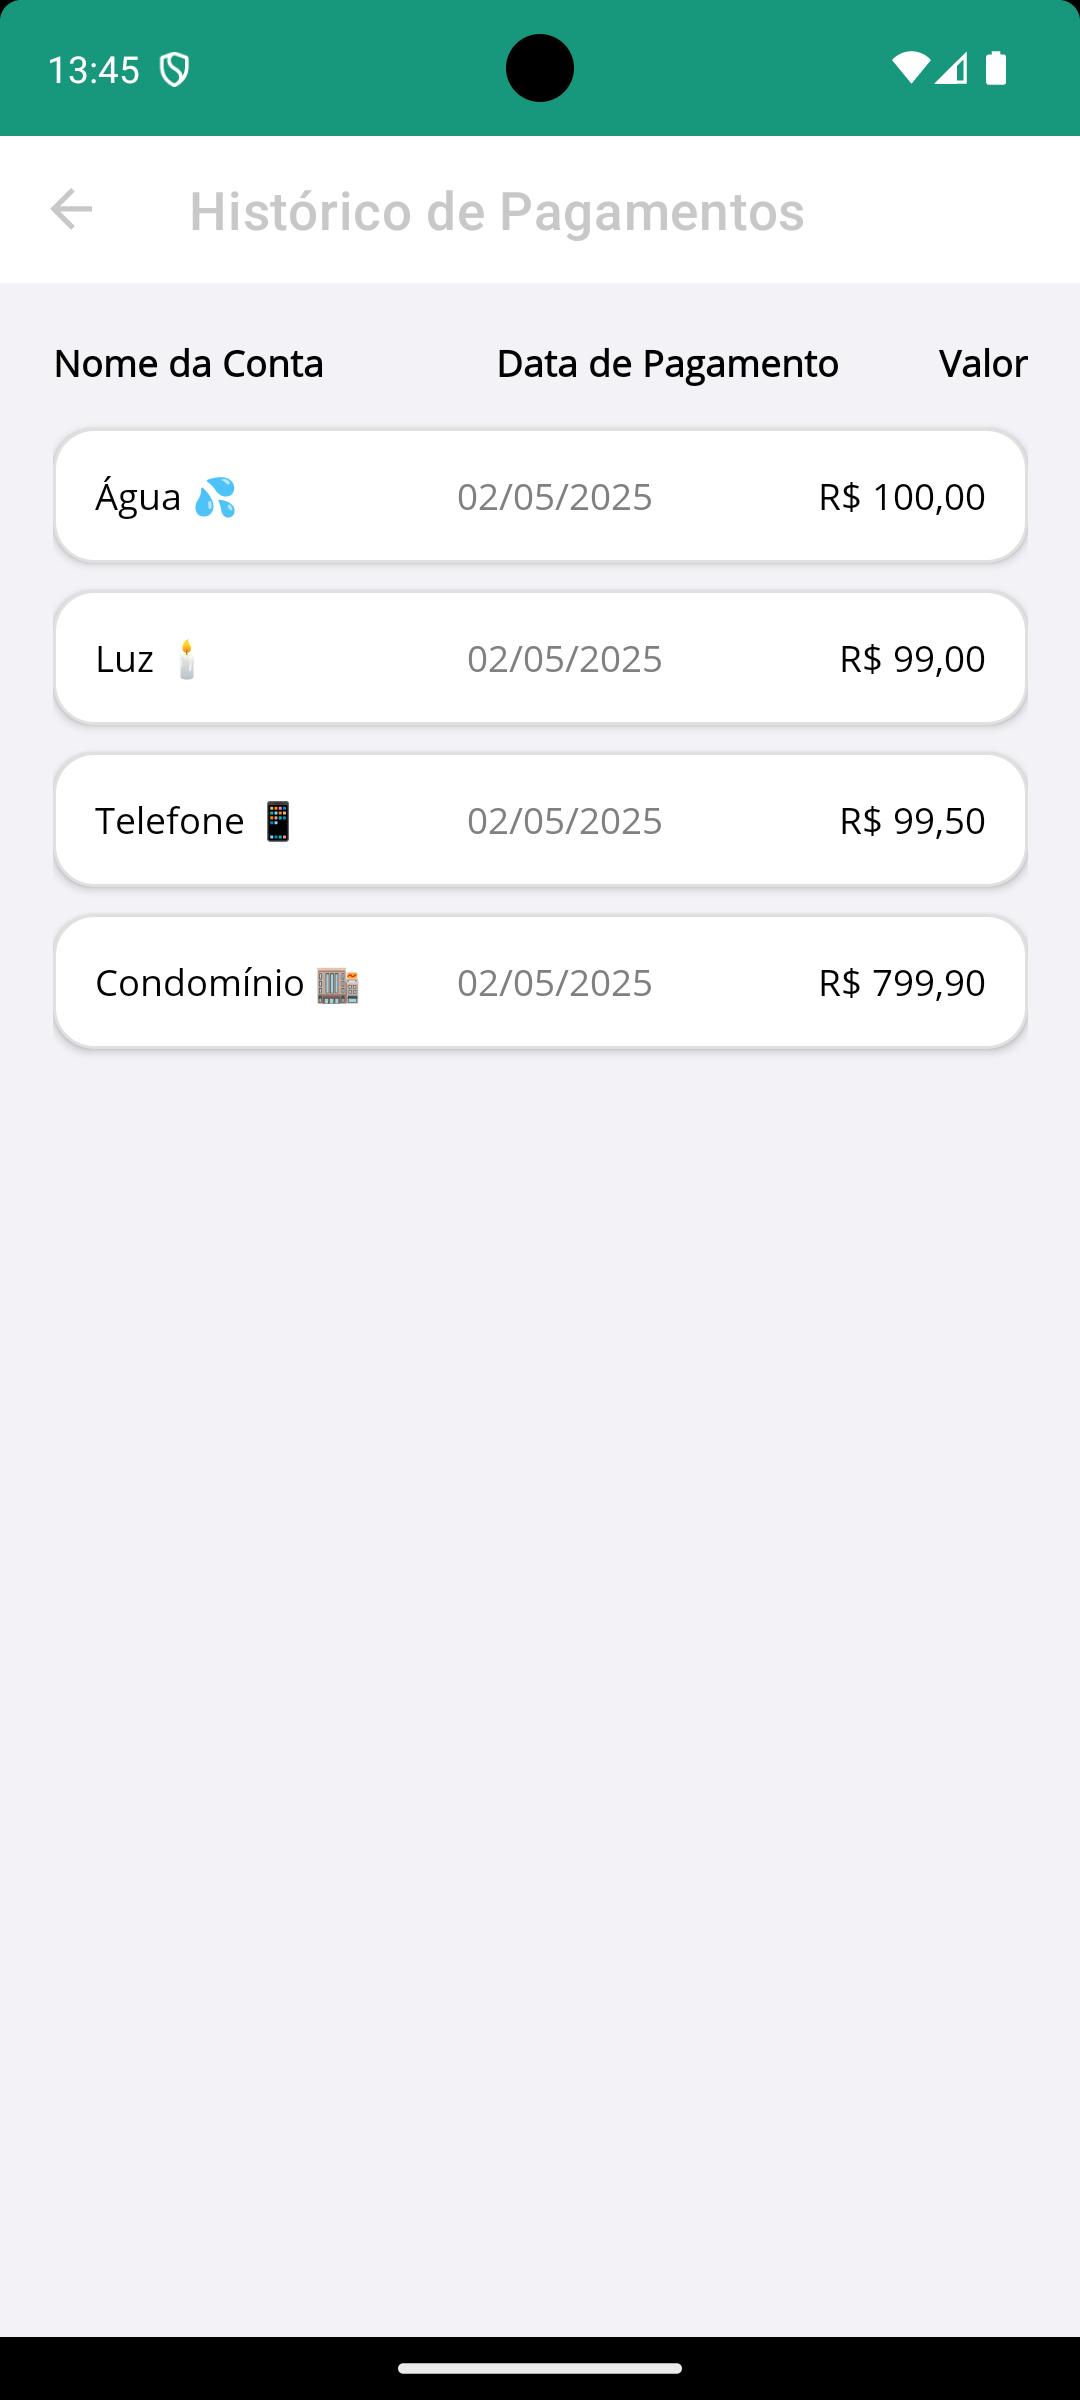 13:45
Histórico de Pagamentos
Nome da Conta Data de Pagamento Valor
Água 💦 02/05/2025 R$ 100,00
Luz 🕯️ 02/05/2025 R$ 99,00
Telefone 📱 02/05/2025 R$ 99,50
Condomínio 🏬 02/05/2025 R$ 799,90